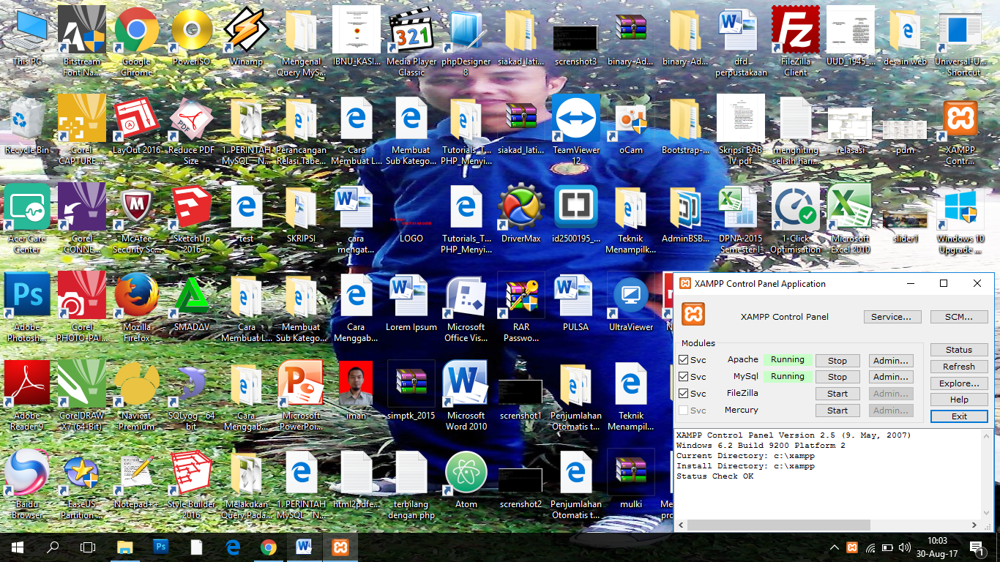 This PC
Bitstream
Font Na...
Google
Chrome
PowerISO
Winamp
Mengenal
Query MyS...
IBNU_KASI...
Media Player
Classic
phpDesigner
8
siakad_lati...
screnshot3
binary-Ad...
binary-Ad...
dfd
perpustakaan
FileZilla
Client
UUD_1945_...
desain web
Universal-U...
Shortcut
Recycle Bin
Corel
CAPTURE...
LayOut 2016
Reduce PDF
Size
1. PERINTAH
MySQL – N...
Perancangan
Relasi Tabe...
Cara
Membuat L...
Membuat
Sub Katego...
Tutorials_T...
PHP_Menyi...
siakad_lati...
TeamViewer
12
oCam
Bootstrap-...
Skripsi BAB
IV pdf
menghiting
selisih hari...
relasasi
pdm
XAMPP
Contr...
Acer Care
Center
Corel
CONNE...
McAfee
Security Sc...
SketchUp
2016
test
SKRIPSI
cara
mengat...
LOGO
Tutorials_T...
PHP_Menyi...
DriverMax
id2500195_...
Teknik
Menampilk...
AdminBSB...
DPNA-2015
Semester I-
1-Click
Optimisation
Microsoft
Excel 2010
slider1
Windows 10
Upgrade ...
Adobe
Photosh...
Corel
PHOTO-PAI...
Mozilla
Firefox
SMADΔV
Cara
Membuat L...
Membuat
Sub Katego...
Cara
Menggab...
Lorem Ipsum
Microsoft
Office Vis...
RAR
Passwo...
PULSA
UltraViewer
Adobe
Reader 9
CorelDRAW
X7 (64-Bit)
Navicat
Premium
SQLyog - 64
bit
Cara
Menggab...
Microsoft
PowerPoi...
iman
simptk_2015
Microsoft
Word 2010
screnshot1
Penjumlahan
Otomatis t...
Teknik
Menampil...
Baidu
Browser
EaseUS
Partition ...
Notepad++
Style Builder
2016
Melakukan
Query Pada...
1. PERINTAH
MySQL – N...
html2pdfe...
terbilang
dengan php
Atom
screnshot2
Penjumlahan
Otomatis t...
mulki
XAMPP Control Panel Application
XAMPP Control Panel
Service...
SCM...
Modules
Svc Apache Running Stop Admin...
Svc MySql Running Stop Admin...
Svc FileZilla Start Admin...
Svc Mercury Start Admin...
Status
Refresh
Explore...
Help
Exit
XAMPP Control Panel Version 2.5 (9. May, 2007)
Windows 6.2 Build 9200 Platform 2
Current Directory: c:\xampp
Install Directory: c:\xampp
Status Check OK
10:03
30-Aug-17
1